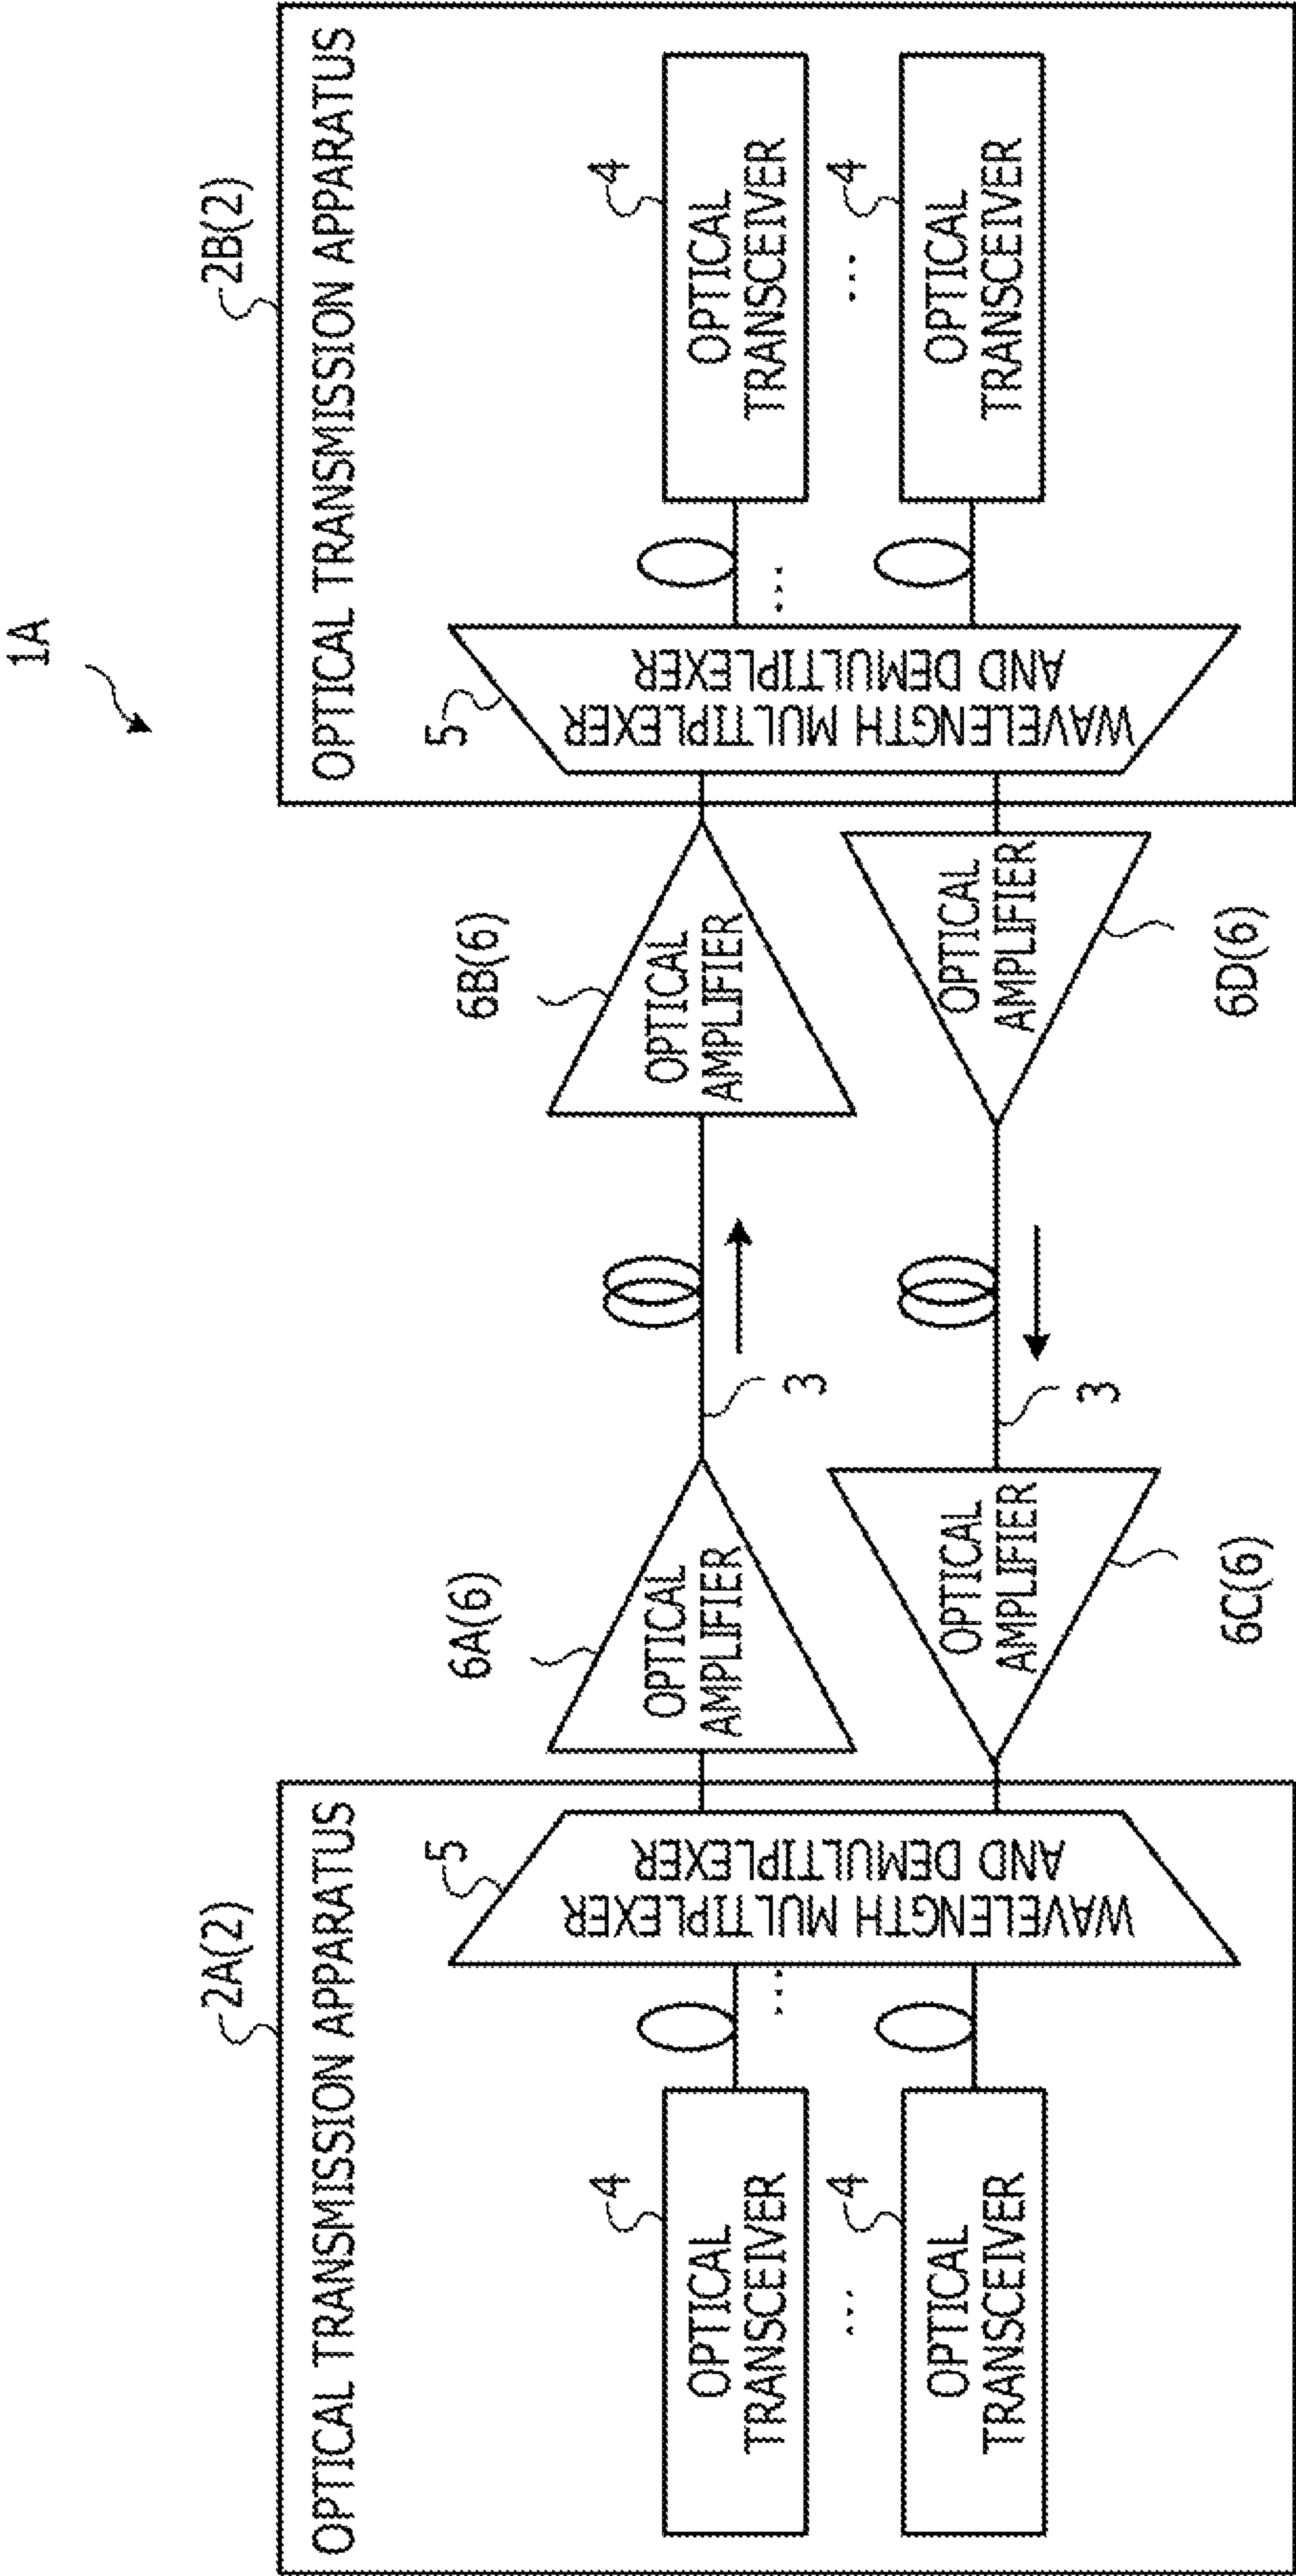 1A
2A(2)
OPTICAL TRANSMISSION APPARATUS
4
OPTICAL
TRANSCEIVER
...
4
OPTICAL
TRANSCEIVER
...
5
WAVELENGTH MULTIPLEXER
AND DEMULTIPLEXER
6A(6)
OPTICAL
AMPLIFIER
3
6B(6)
OPTICAL
AMPLIFIER
OPTICAL
AMPLIFIER
6C(6)
3
OPTICAL
AMPLIFIER
6D(6)
2B(2)
OPTICAL TRANSMISSION APPARATUS
5
WAVELENGTH MULTIPLEXER
AND DEMULTIPLEXER
...
4
OPTICAL
TRANSCEIVER
...
4
OPTICAL
TRANSCEIVER